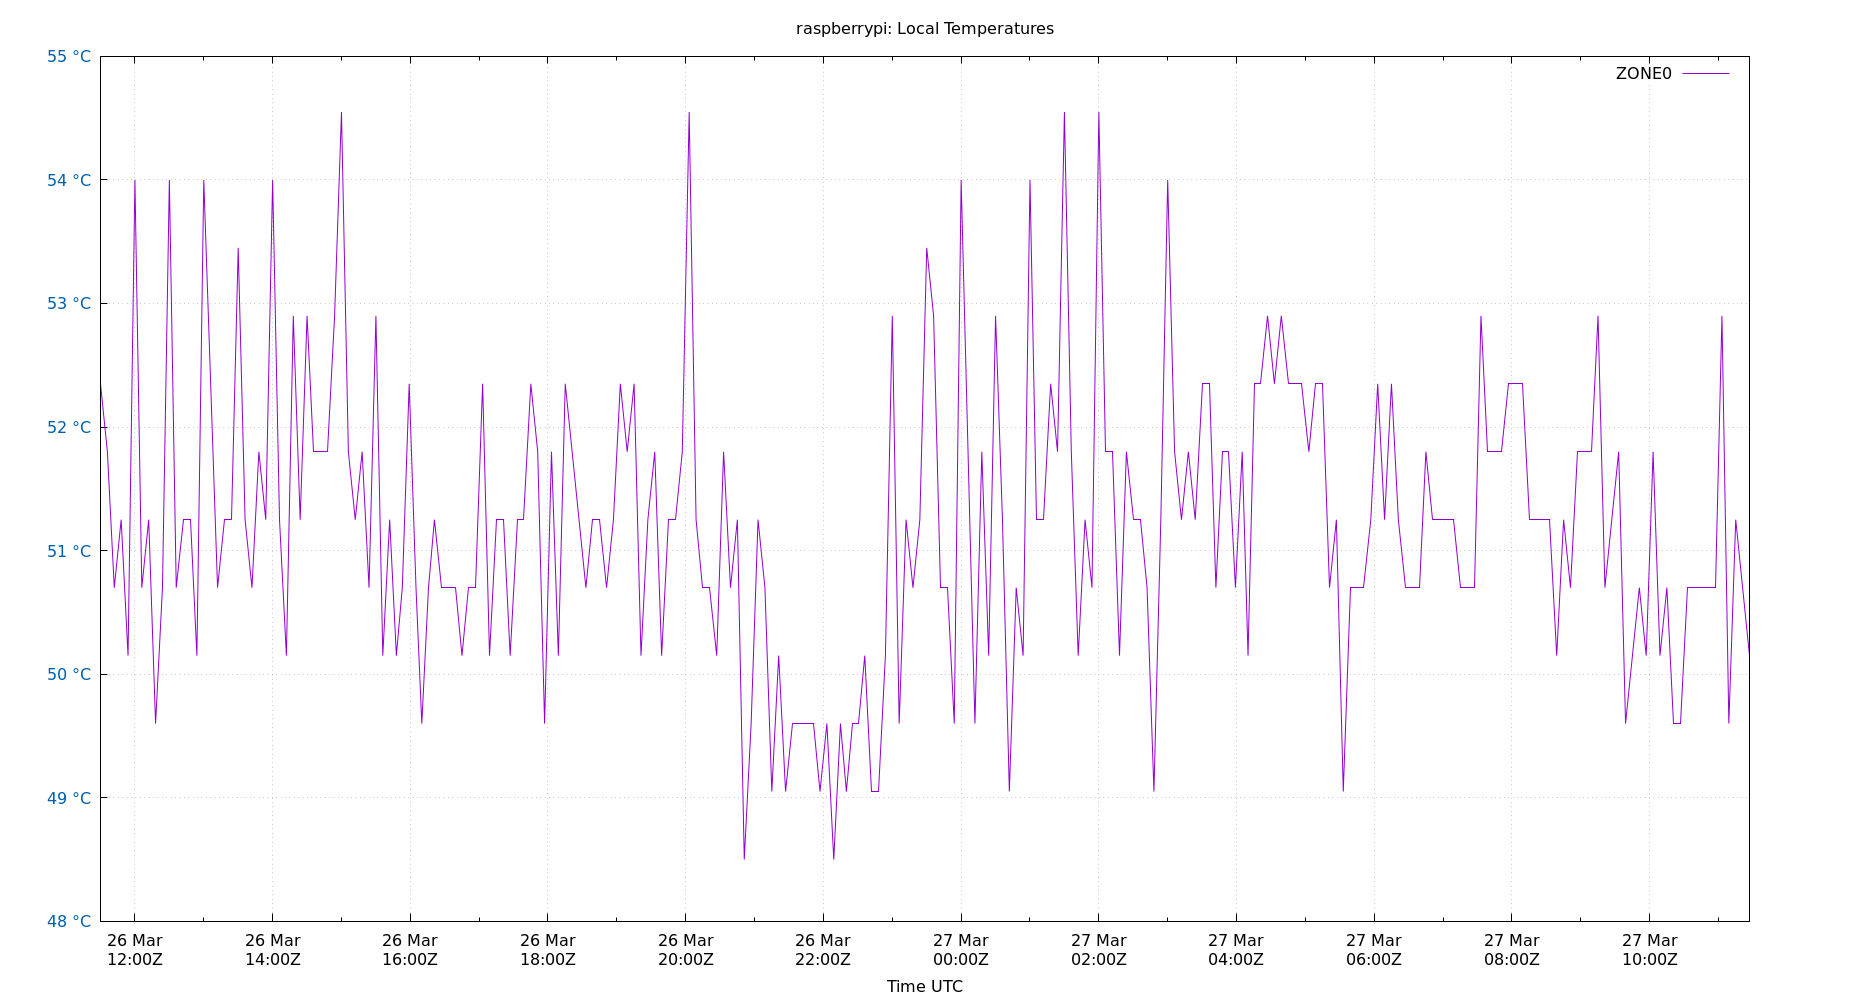 raspberrypi: Local Temperatures
ZONE0
55 °C
54 °C
53 °C
52 °C
51 °C
50 °C
49 °C
48 °C
26 Mar 26 Mar 26 Mar 26 Mar 26 Mar 26 Mar 27 Mar 27 Mar 27 Mar 27 Mar 27 Mar 27 Mar
12:00Z 14:00Z 16:00Z 18:00Z 20:00Z 22:00Z 00:00Z 02:00Z 04:00Z 06:00Z 08:00Z 10:00Z
Time UTC